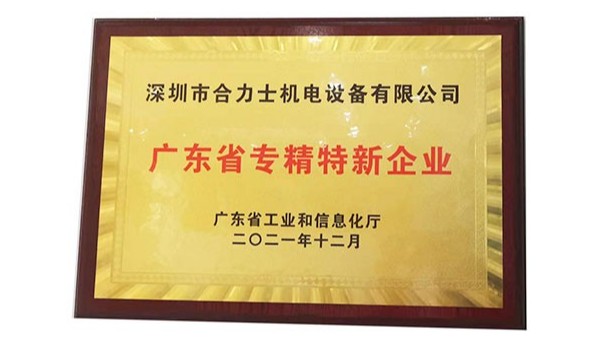 深圳市合力士机电设备有限公司
广东省专精特新企业
广东省工业和信息化厅
二〇二一年十二月